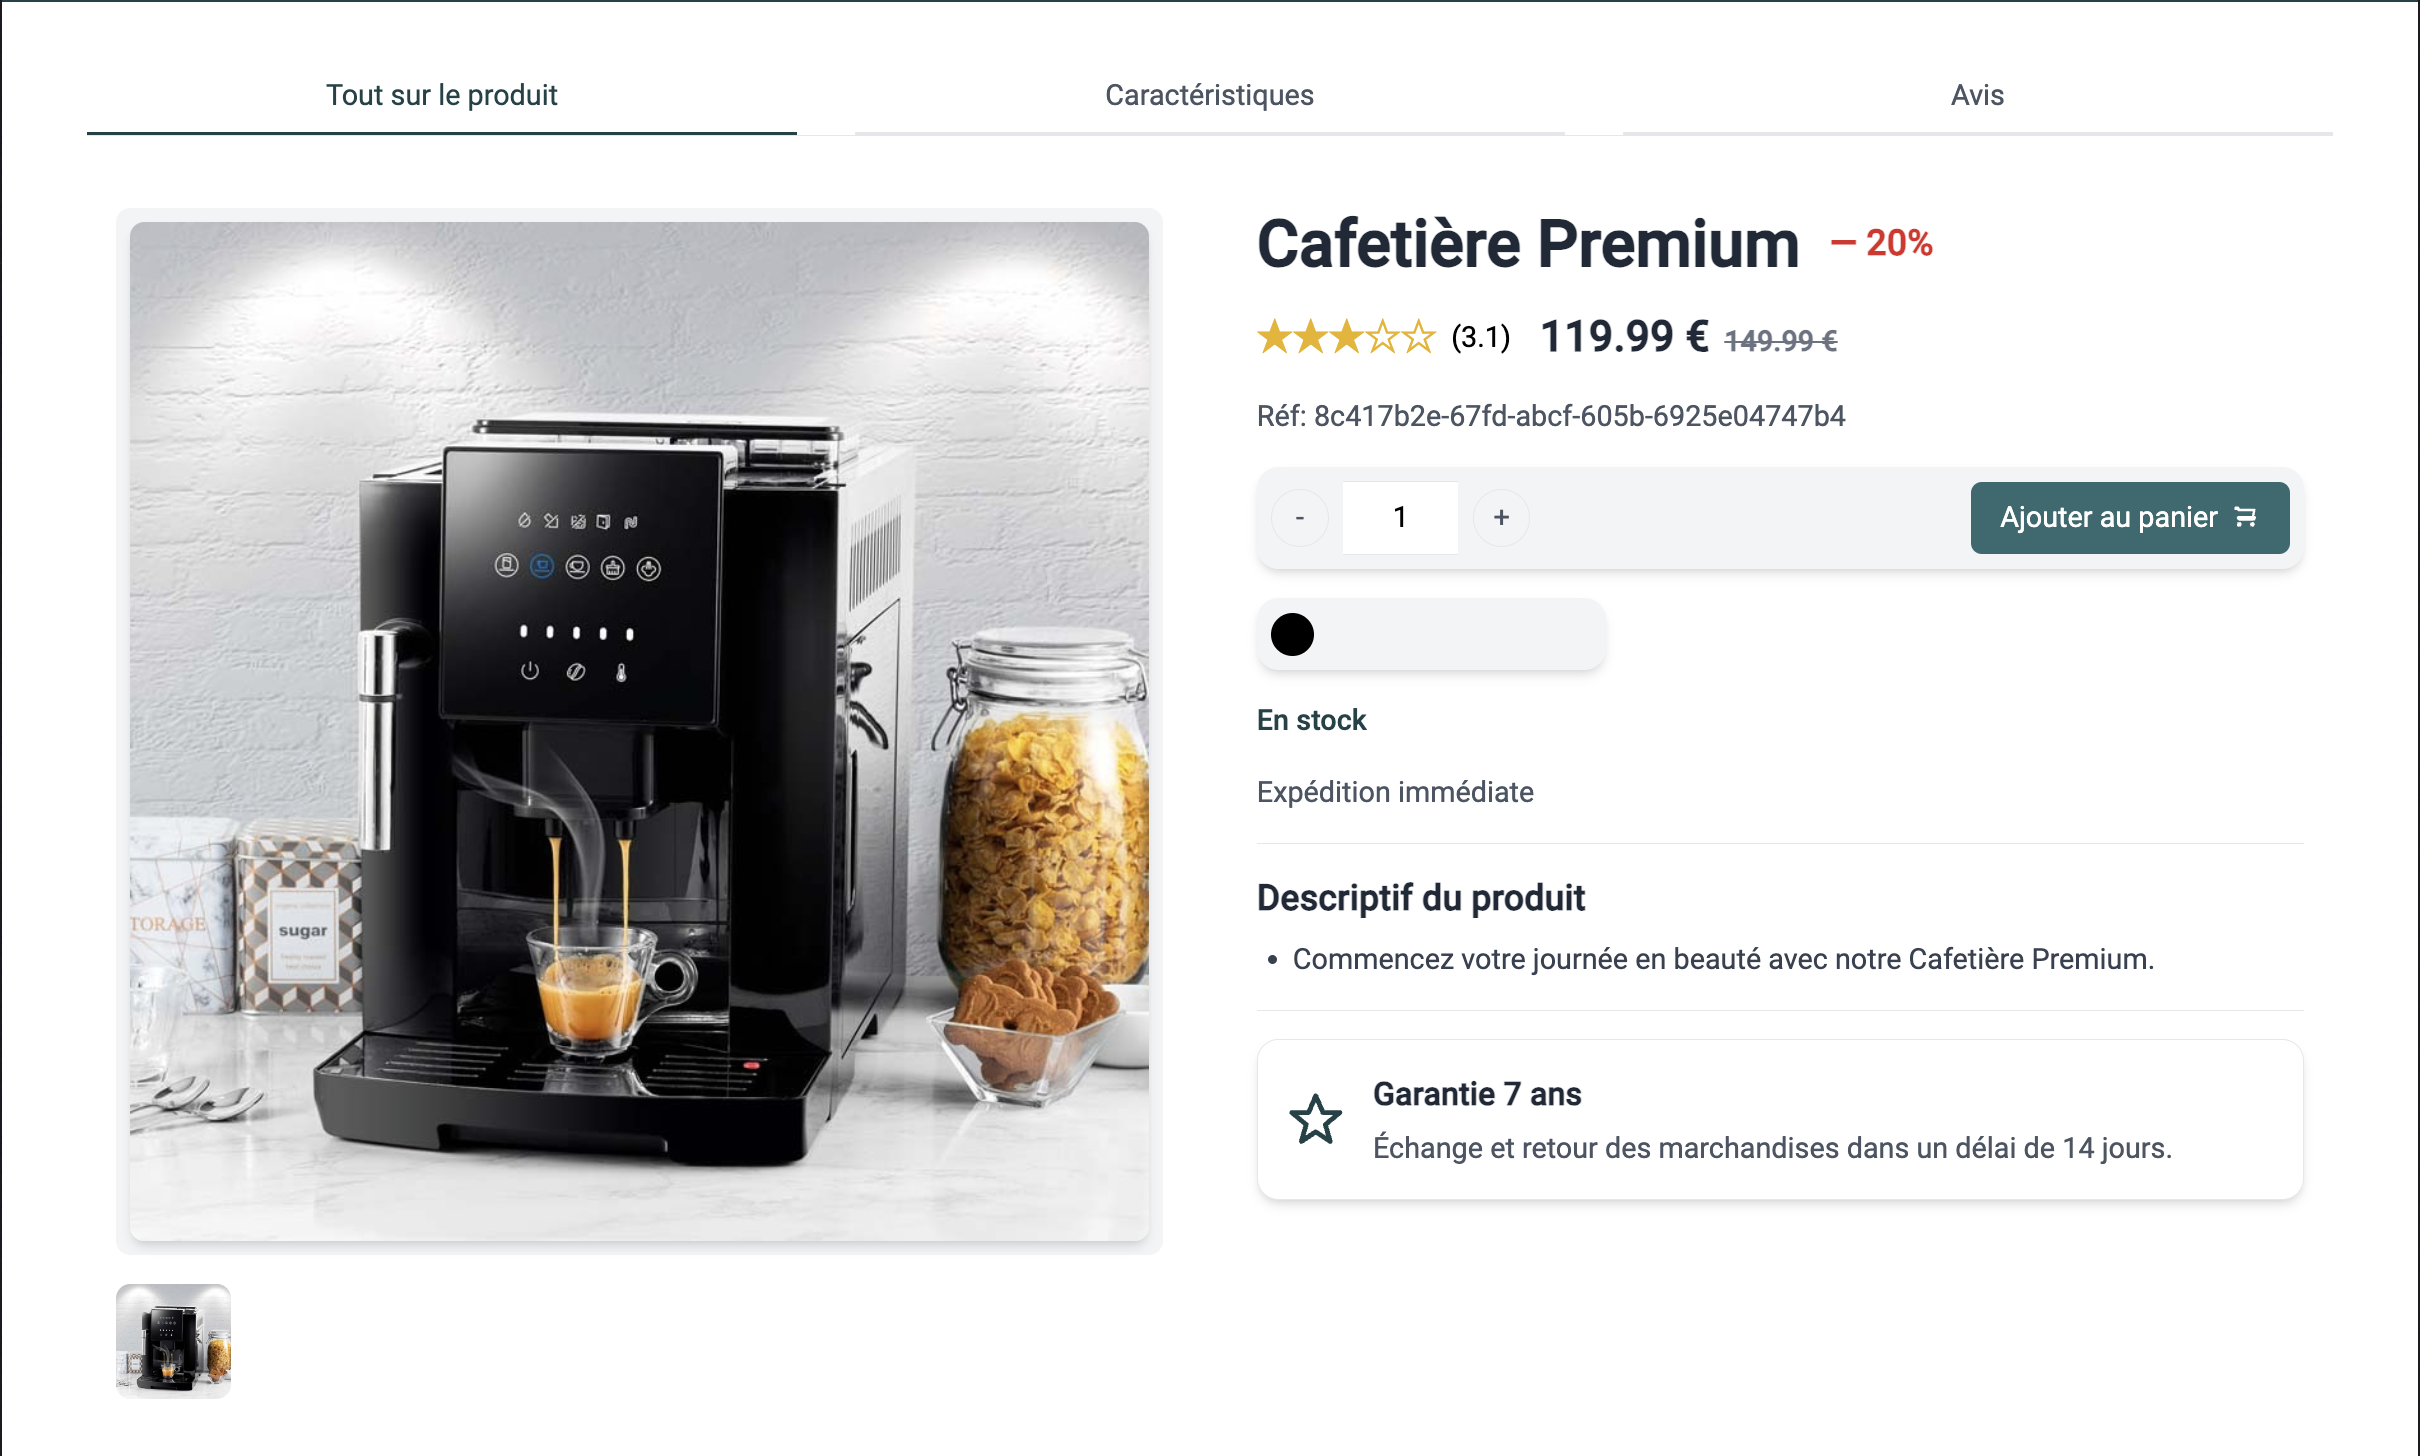 Tout sur le produit
Caractéristiques
Avis
Cafetière Premium – 20%
(3.1) 119.99 € 149.99 €
Réf: 8c417b2e-67fd-abcf-605b-6925e04747b4
- 1 +
Ajouter au panier
En stock
Expédition immédiate
Descriptif du produit
• Commencez votre journée en beauté avec notre Cafetière Premium.
Garantie 7 ans
Échange et retour des marchandises dans un délai de 14 jours.
TORAGE
sugar